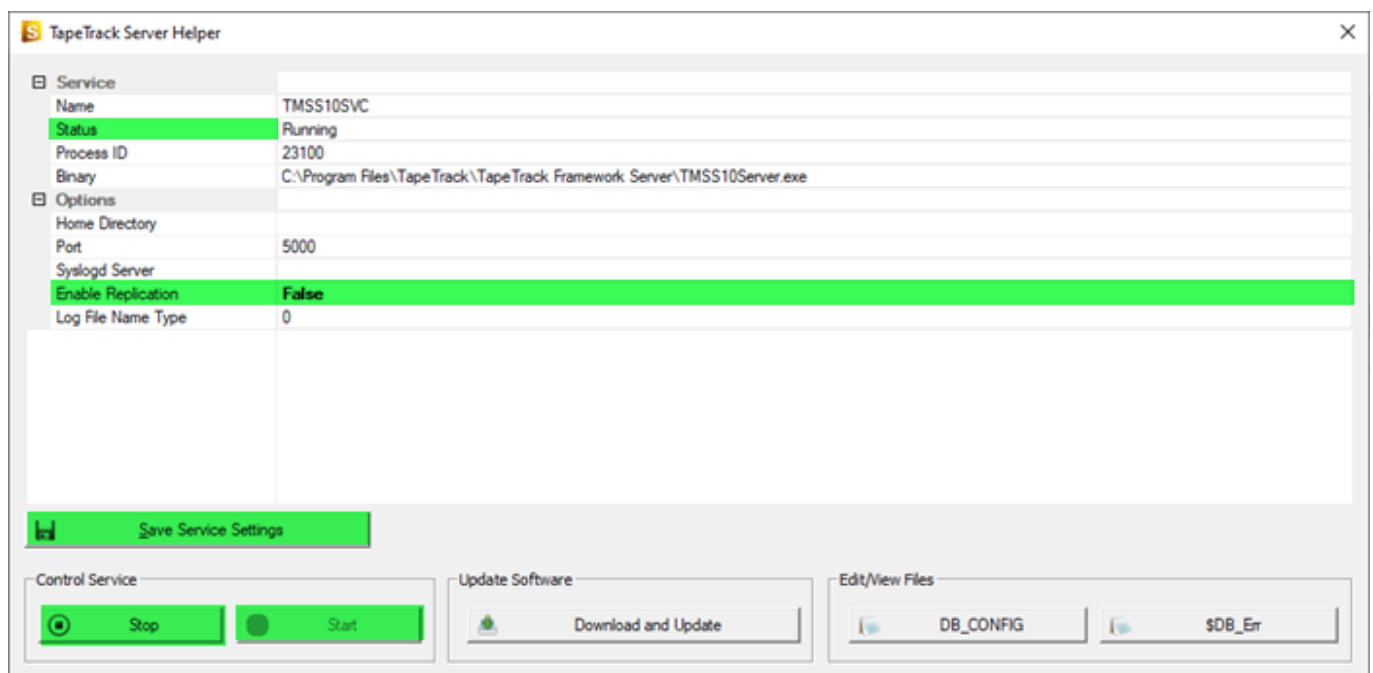 TapeTrack Server Helper
Service
Name TMSS10SVC
Status Running
Process ID 23100
Binary C:\Program Files\TapeTrack\TapeTrack Framework Server\TMSS10Server.exe
Options
Home Directory
Port 5000
Syslogd Server
Enable Replication False
Log File Name Type 0
Save Service Settings
Control Service Update Software Edit/View Files
Stop Start Download and Update DB_CONFIG $DB_Err